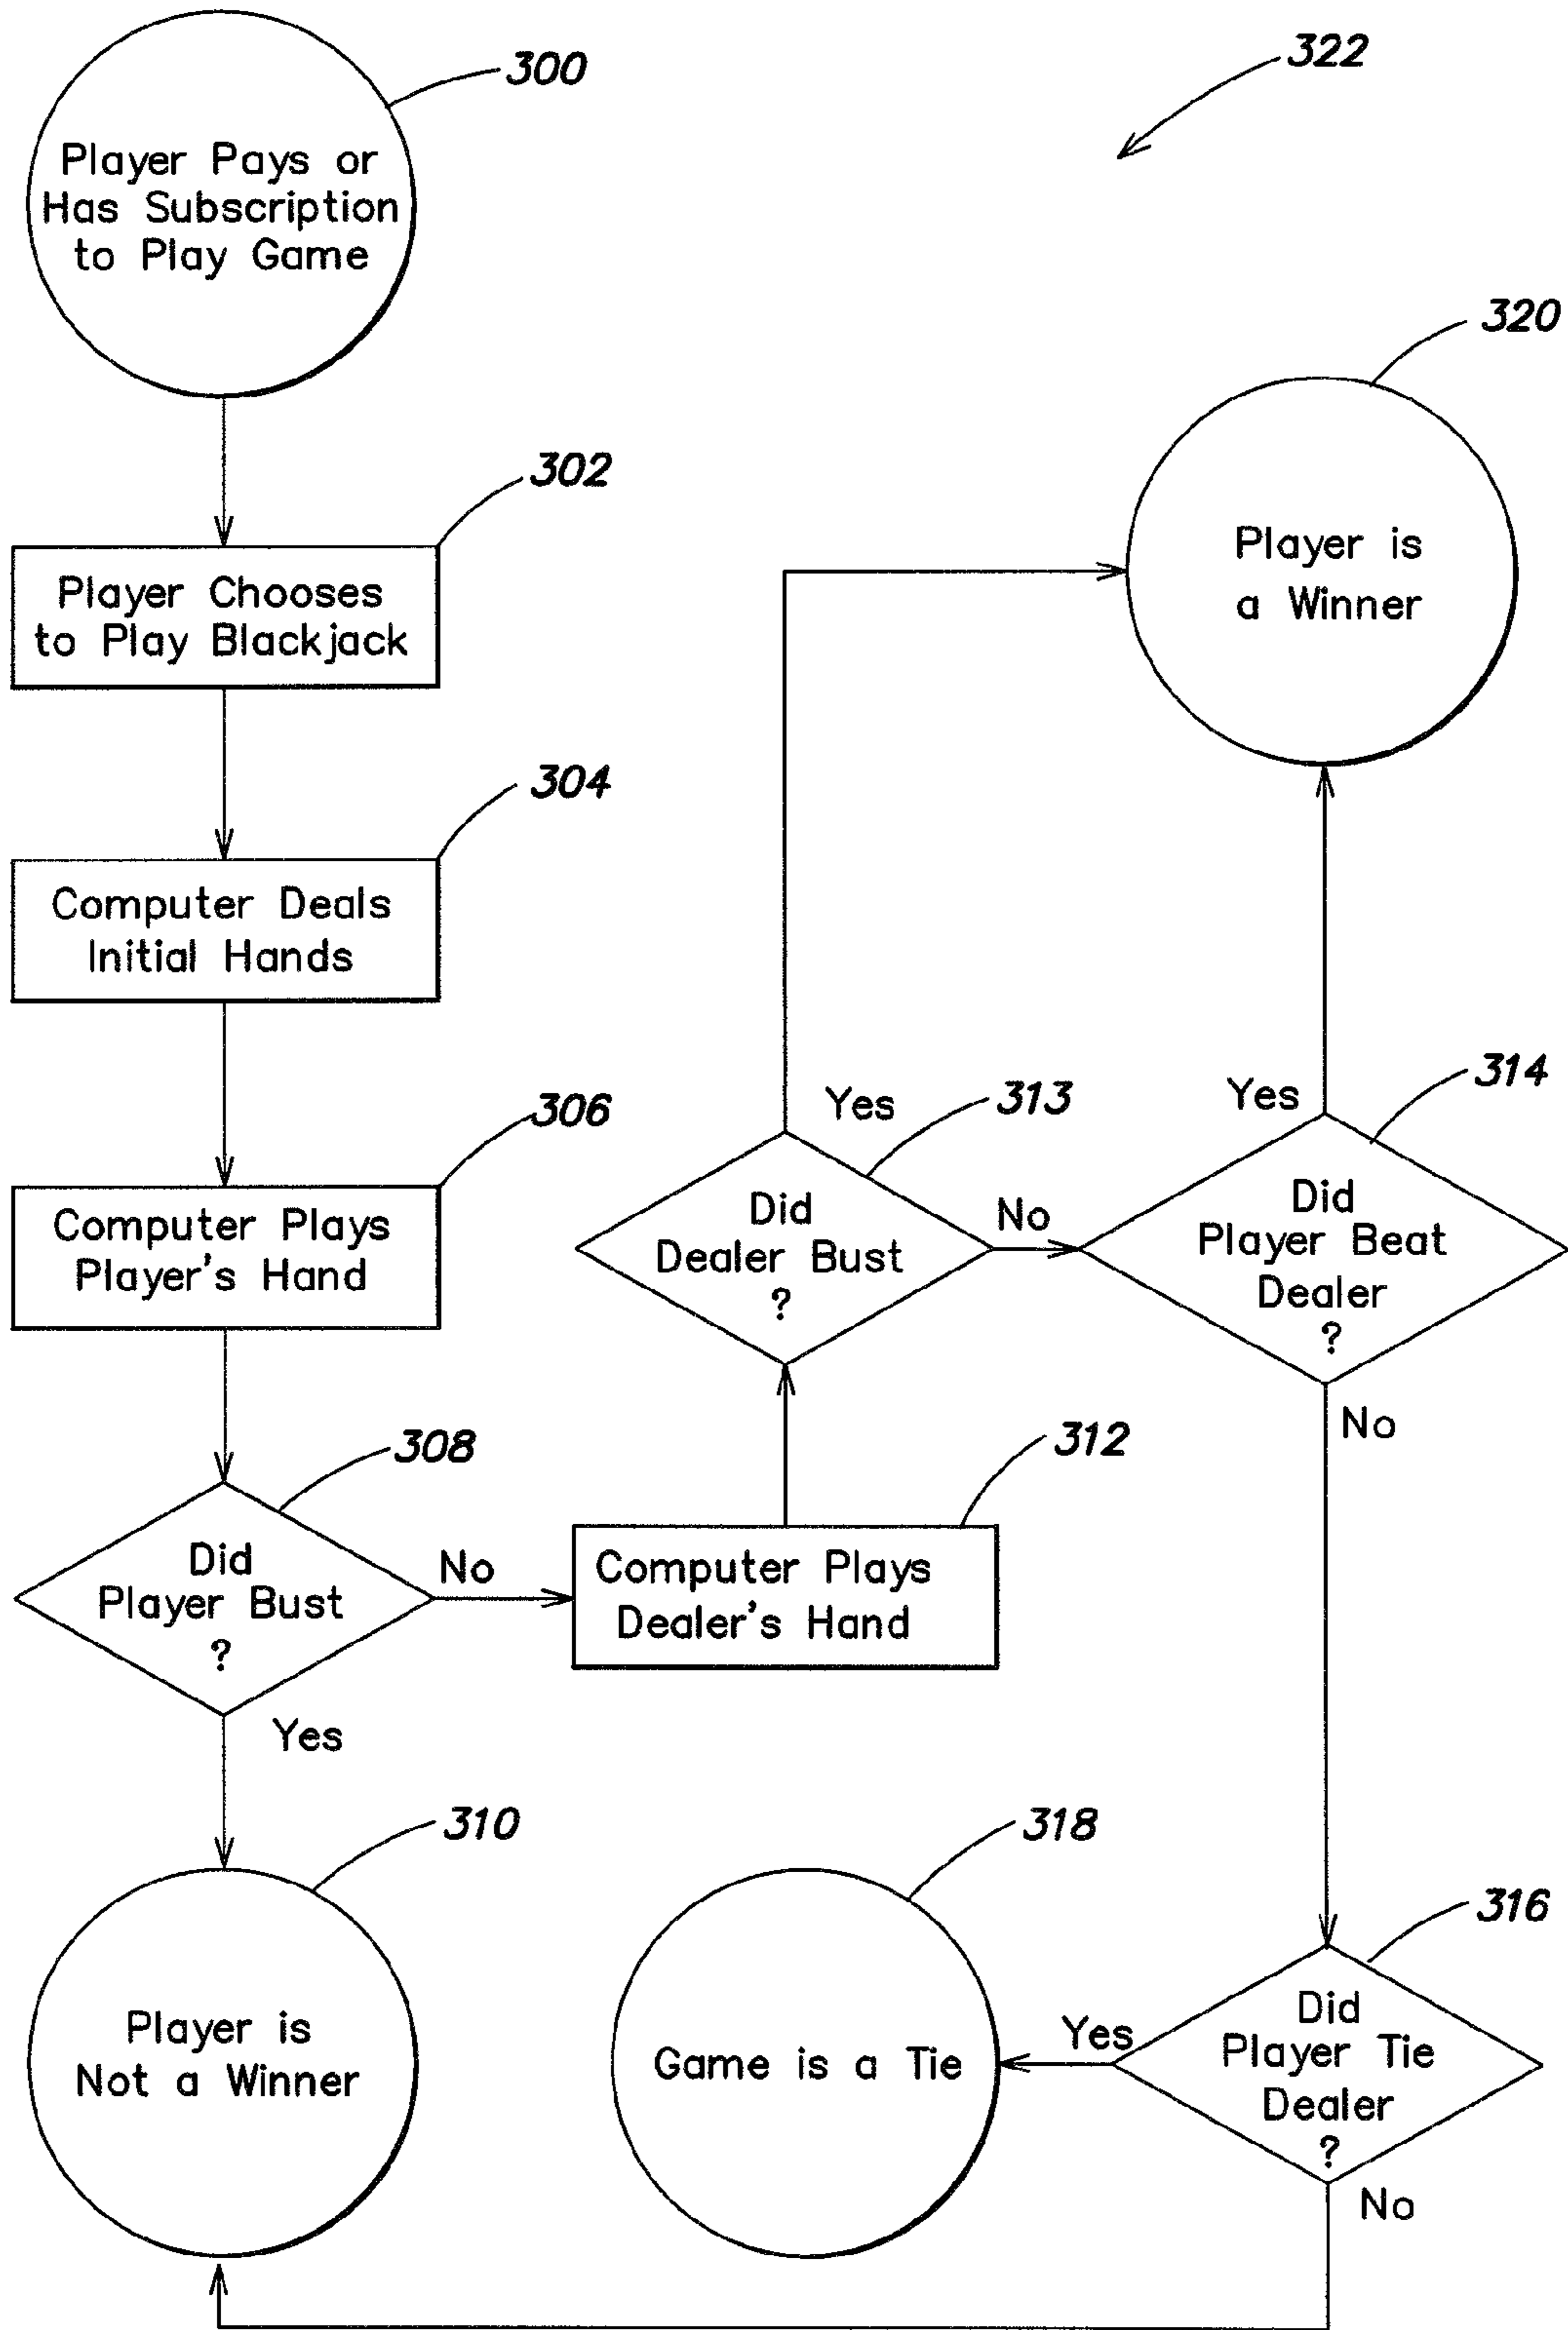 300
Player Pays or
Has Subscription
to Play Game
322
320
Player is
a Winner
302
Player Chooses
to Play Blackjack
304
Computer Deals
Initial Hands
306
Computer Plays
Player's Hand
Yes
313
Did
Dealer Bust
?
No
Yes
314
Did
Player Beat
Dealer
?
No
308
Did
Player Bust
?
No
312
Computer Plays
Dealer's Hand
Yes
310
Player is
Not a Winner
318
Game is a Tie
316
Yes
Did
Player Tie
Dealer
?
No